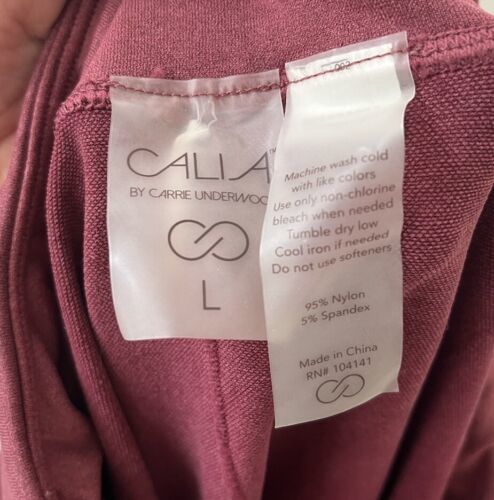 CALIA™
BY CARRIE UNDERWOO
L
Machine wash cold
with like colors
Use only non-chlorine
bleach when needed
Tumble dry low
Cool iron if needed
Do not use softeners
95% Nylon
5% Spandex
Made in China
RN# 104141